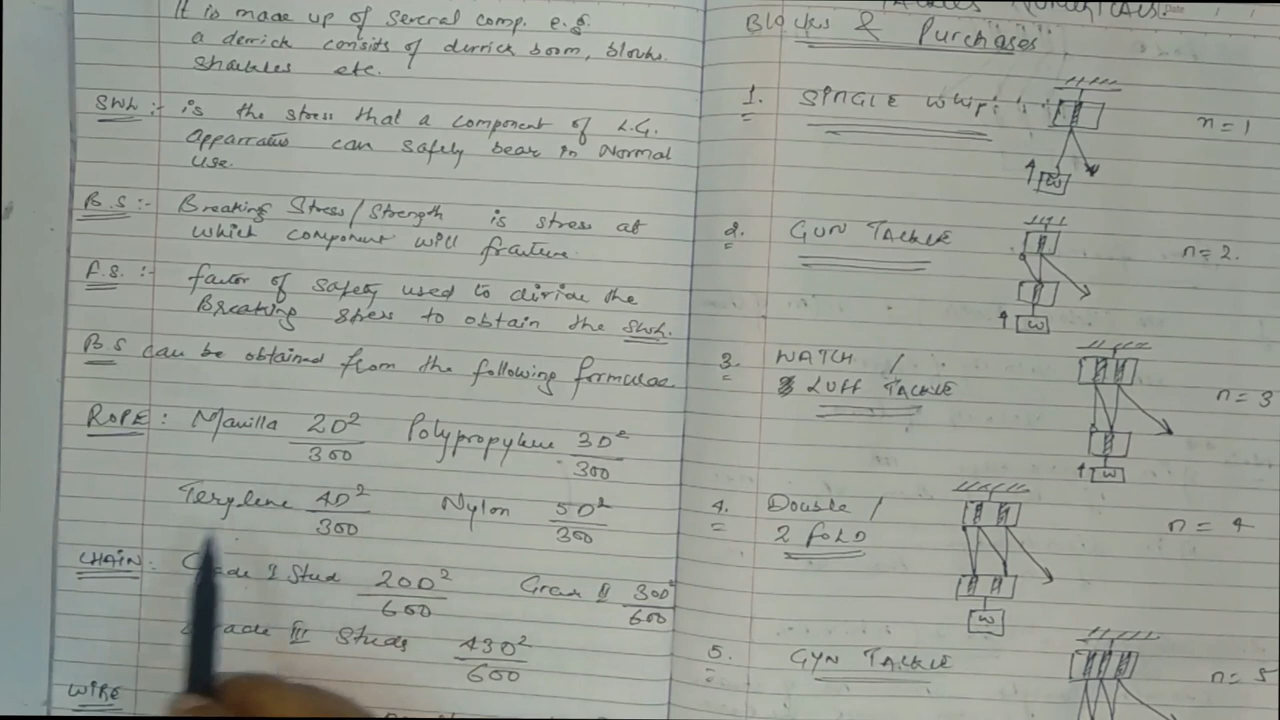 It is made up of several comp. e.g.
a derrick consists of derrick boom, blocks.
shackles etc.
SWL :- is the stress that a component of L.G.
apparratus can safely bear in Normal
use.
B.S :- Breaking Stress/Strength is stress at
which component will frature.
F.S. :- factor of safety used to divide the
Breaking stress to obtain the SWL.
B.S can be obtained from the following formulae
ROPE : Manilla 2D²/300 Polypropylene 3D²/300
Terylene 4D²/300 Nylon 5D²/300
CHAIN: Grade I Stud 20D²/600 Grade II 30D²/600
Grade III Studs 43D²/600
WIRE
Blocks & Purchases
1. SINGLE Whip: n = 1
W
2. GUN TACKLE n = 2.
W
3. WATCH /
LUFF TACKLE n = 3
W
4. Double /
2 FOLD n = 4
W
5. GYN TACKLE n = 5